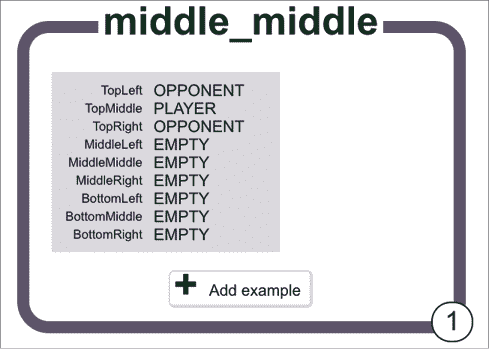 middle_middle
TopLeft OPPONENT
TopMiddle PLAYER
TopRight OPPONENT
MiddleLeft EMPTY
MiddleMiddle EMPTY
MiddleRight EMPTY
BottomLeft EMPTY
BottomMiddle EMPTY
BottomRight EMPTY
+ Add example
1